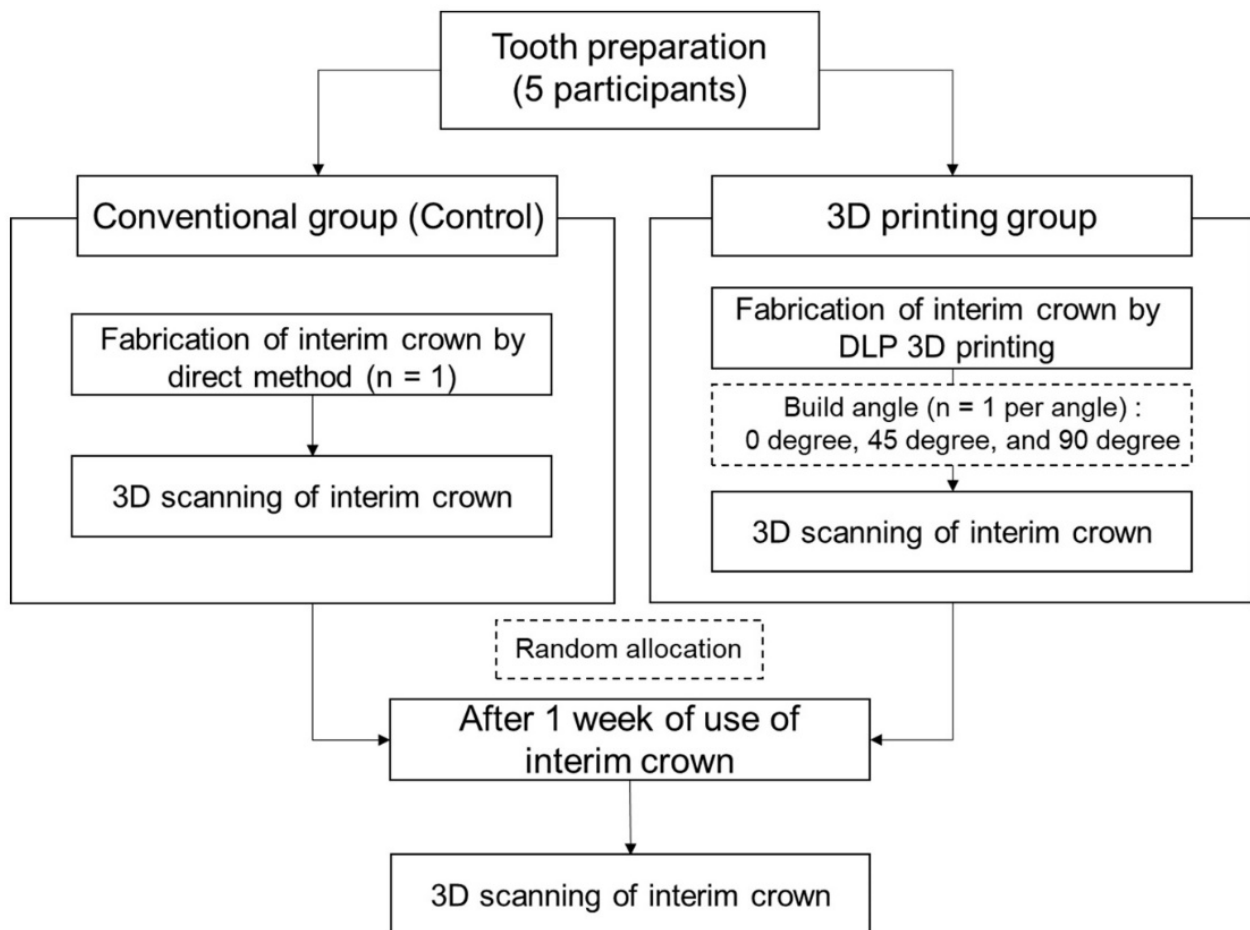 Tooth preparation
(5 participants)
Conventional group (Control)
Fabrication of interim crown by
direct method (n = 1)
3D scanning of interim crown
3D printing group
Fabrication of interim crown by
DLP 3D printing
Build angle (n = 1 per angle) :
0 degree, 45 degree, and 90 degree
3D scanning of interim crown
Random allocation
After 1 week of use of
interim crown
3D scanning of interim crown